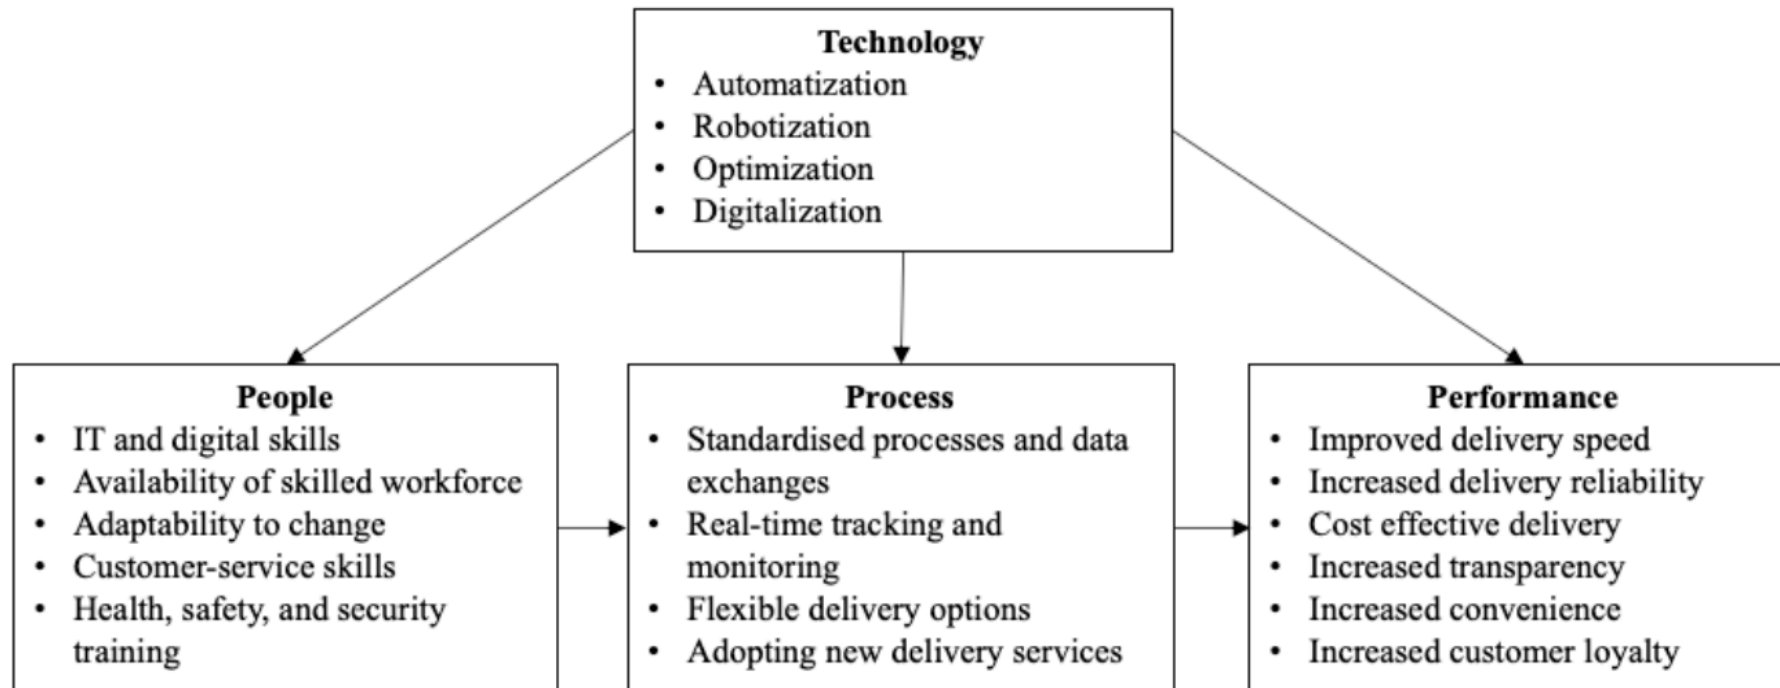 Technology
• Automatization
• Robotization
• Optimization
• Digitalization
People
• IT and digital skills
• Availability of skilled workforce
• Adaptability to change
• Customer-service skills
• Health, safety, and security
training
Process
• Standardised processes and data
exchanges
• Real-time tracking and
monitoring
• Flexible delivery options
• Adopting new delivery services
Performance
• Improved delivery speed
• Increased delivery reliability
• Cost effective delivery
• Increased transparency
• Increased convenience
• Increased customer loyalty